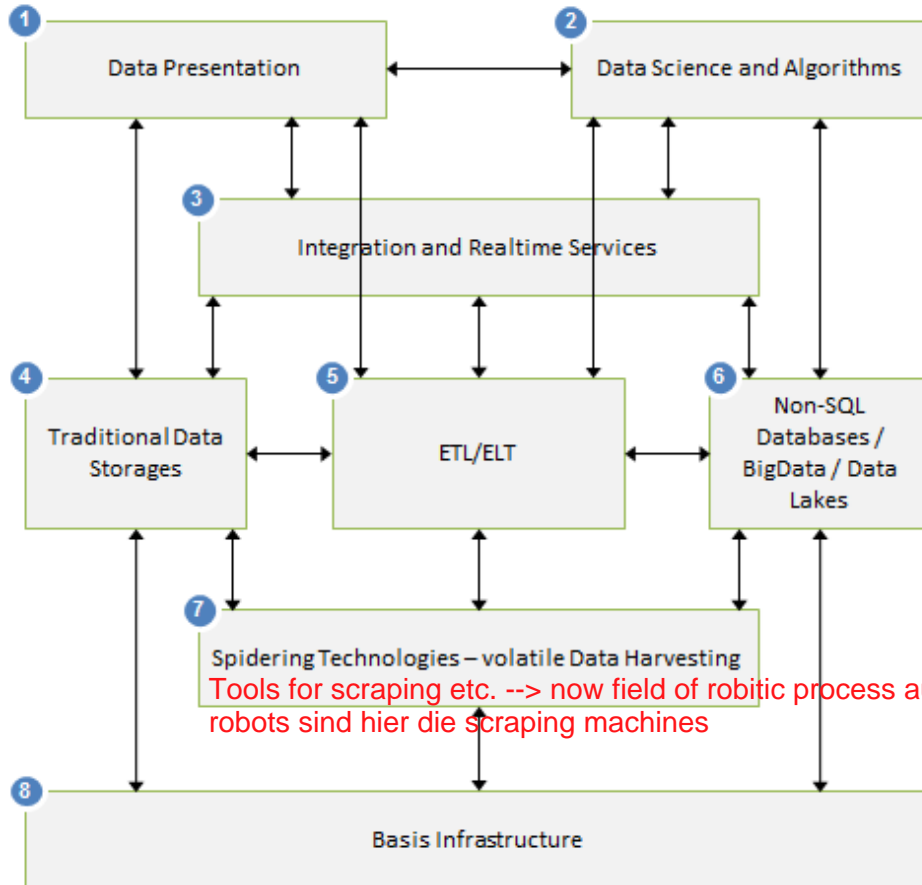 1
Data Presentation
2
Data Science and Algorithms
3
Integration and Realtime Services
4
Traditional Data
Storages
5
ETL/ELT
6
Non-SQL
Databases /
BigData / Data
Lakes
7
Spidering Technologies – volatile Data Harvesting
Tools for scraping etc. --> now field of robitic process
robots sind hier die scraping machines
8
Basis Infrastructure